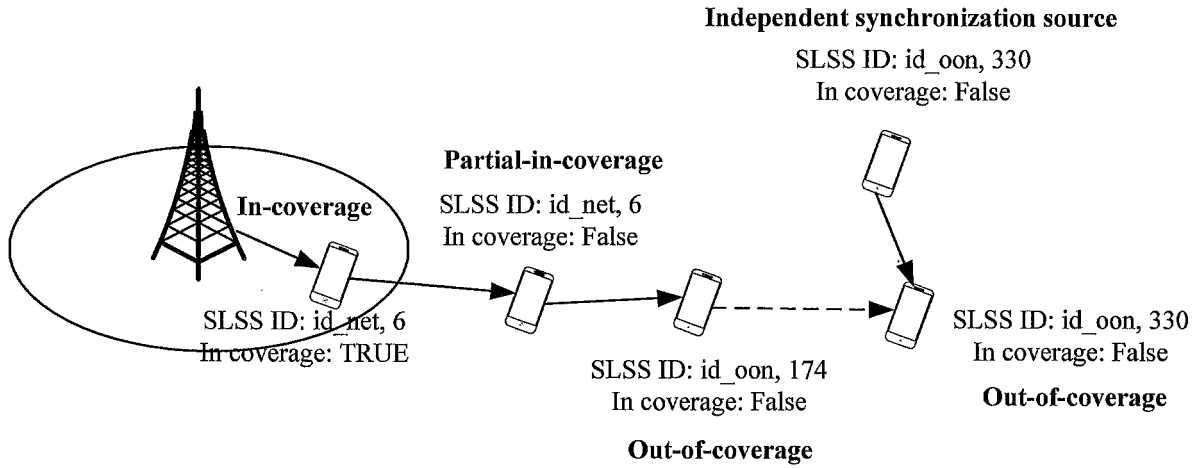 Independent synchronization source
SLSS ID: id_oon, 330
In coverage: False
Partial-in-coverage
SLSS ID: id_net, 6
In coverage: False
In-coverage
SLSS ID: id_net, 6
In coverage: TRUE
SLSS ID: id_oon, 174
In coverage: False
Out-of-coverage
SLSS ID: id_oon, 330
In coverage: False
Out-of-coverage